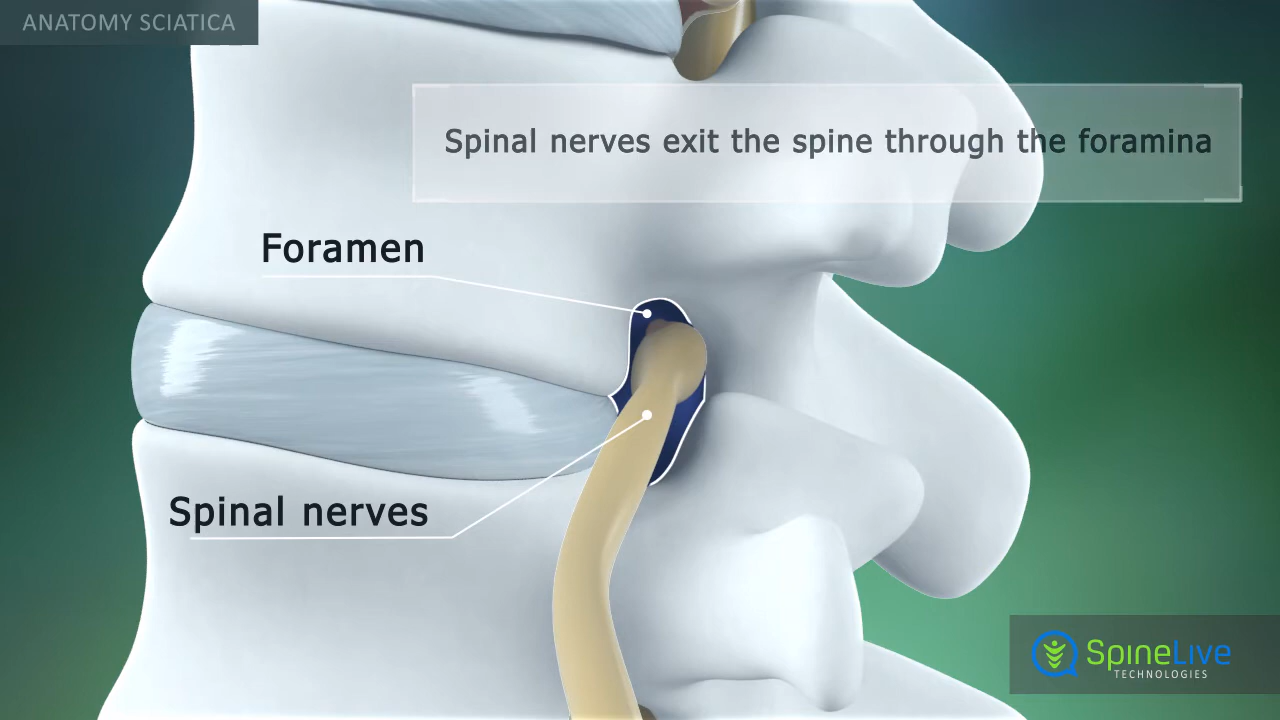 ANATOMY SCIATICA
Spinal nerves exit the spine through the foramina
Foramen
Spinal nerves
SpineLive
TECHNOLOGIES